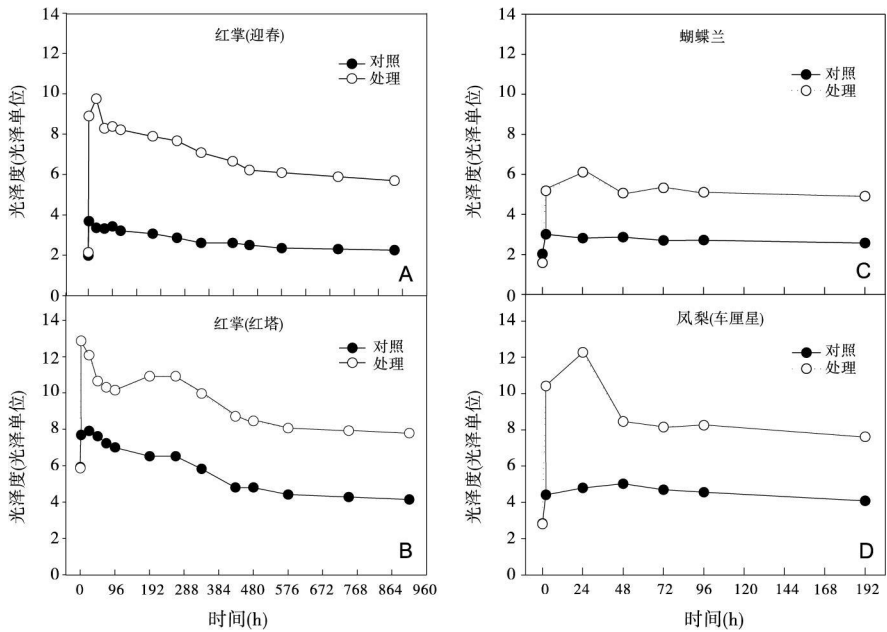 红掌(迎春)
对照
处理
光泽度(光泽单位)
14
12
10
8
6
4
2
0
A
蝴蝶兰
对照
处理
光泽度(光泽单位)
14
12
10
8
6
4
2
0
C
红掌(红塔)
对照
处理
光泽度(光泽单位)
14
12
10
8
6
4
2
0
B
0 96 192 288 384 480 576 672 768 864 960
时间(h)
凤梨(车厘星)
对照
处理
光泽度(光泽单位)
14
12
10
8
6
4
2
0
D
0 24 48 72 96 120 144 168 192
时间(h)